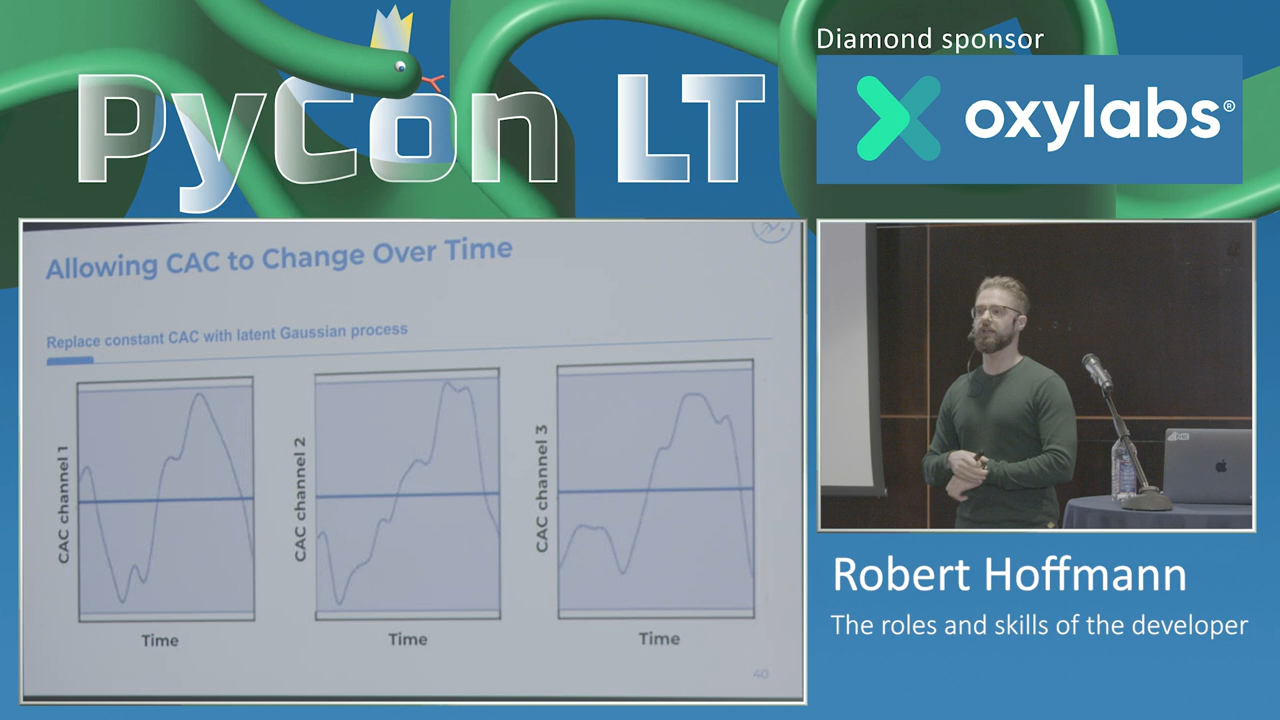 PyCon LT
Diamond sponsor
oxylabs®
Allowing CAC to Change Over Time
Replace constant CAC with latent Gaussian process
CAC channel 1
Time
CAC channel 2
Time
CAC channel 3
Time
40
Robert Hoffmann
The roles and skills of the developer